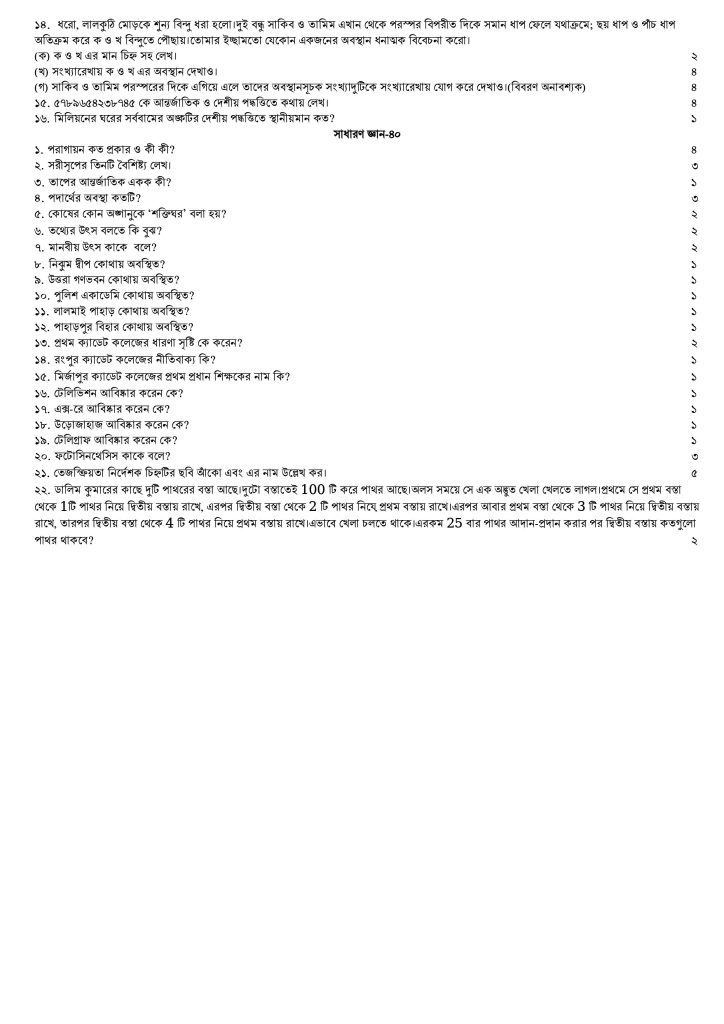 ১৪. ধরো, লালকুঠি মোড়কে শূন্য বিন্দু ধরা হলো।দুই বন্ধু সাকিব ও তামিম এখান থেকে পরস্পর বিপরীত দিকে সমান ধাপ ফেলে যথাক্রমে; ছয় ধাপ ও পাঁচ ধাপ
অতিক্রম করে ক ও খ বিন্দুতে পৌছায়।তোমার ইচ্ছামতো যেকোন একজনের অবস্থান ধনাত্মক বিবেচনা করো।
(ক) ক ও খ এর মান চিহ্ন সহ লেখ। ২
(খ) সংখ্যারেখায় ক ও খ এর অবস্থান দেখাও। ৪
(গ) সাকিব ও তামিম পরস্পরের দিকে এগিয়ে এলে তাদের অবস্থানসূচক সংখ্যাদুটিকে সংখ্যারেখায় যোগ করে দেখাও।(বিবরণ অনাবশ্যক) ৪
১৫. ৫৭৮৯৬৫৪২৩৮৭৪৫ কে আন্তর্জাতিক ও দেশীয় পদ্ধতিতে কথায় লেখ। ৪
১৬. মিলিয়নের ঘরের সর্ববামের অঙ্কটির দেশীয় পদ্ধতিতে স্থানীয়মান কত? ১
সাধারণ জ্ঞান-৪০
১. পরাগায়ন কত প্রকার ও কী কী? ৪
২. সরীসৃপের তিনটি বৈশিষ্ট্য লেখ। ৩
৩. তাপের আন্তর্জাতিক একক কী? ১
৪. পদার্থের অবস্থা কতটি? ৩
৫. কোষের কোন অঙ্গানুকে ‘শক্তিঘর’ বলা হয়? ২
৬. তথ্যের উৎস বলতে কি বুঝ? ২
৭. মানবীয় উৎস কাকে বলে? ২
৮. নিঝুম দ্বীপ কোথায় অবস্থিত? ১
৯. উত্তরা গণভবন কোথায় অবস্থিত? ১
১০. পুলিশ একাডেমি কোথায় অবস্থিত? ১
১১. লালমাই পাহাড় কোথায় অবস্থিত? ১
১২. পাহাড়পুর বিহার কোথায় অবস্থিত? ১
১৩. প্রথম ক্যাডেট কলেজের ধারণা সৃষ্টি কে করেন? ২
১৪. রংপুর ক্যাডেট কলেজের নীতিবাক্য কি? ১
১৫. মির্জাপুর ক্যাডেট কলেজের প্রথম প্রধান শিক্ষকের নাম কি? ১
১৬. টেলিভিশন আবিষ্কার করেন কে? ১
১৭. এক্স-রে আবিষ্কার করেন কে? ১
১৮. উড়োজাহাজ আবিষ্কার করেন কে? ১
১৯. টেলিগ্রাফ আবিষ্কার করেন কে? ১
২০. ফটোসিনথেসিস কাকে বলে? ৩
২১. তেজস্ক্রিয়তা নির্দেশক চিহ্নটির ছবি আঁকো এবং এর নাম উল্লেখ কর। ৫
২২. ডালিম কুমারের কাছে দুটি পাথরের বস্তা আছে।দুটো বস্তাতেই 100 টি করে পাথর আছে।অলস সময়ে সে এক অদ্ভুত খেলা খেলতে লাগল।প্রথমে সে প্রথম বস্তা
থেকে 1টি পাথর নিয়ে দ্বিতীয় বস্তায় রাখে, এরপর দ্বিতীয় বস্তা থেকে 2 টি পাথর নিয়ে প্রথম বস্তায় রাখে।এরপর আবার প্রথম বস্তা থেকে 3 টি পাথর নিয়ে দ্বিতীয় বস্তায়
রাখে, তারপর দ্বিতীয় বস্তা থেকে 4 টি পাথর নিয়ে প্রথম বস্তায় রাখে।এভাবে খেলা চলতে থাকে।এরকম 25 বার পাথর আদান-প্রদান করার পর দ্বিতীয় বস্তায় কতগুলো
পাথর থাকবে? ২